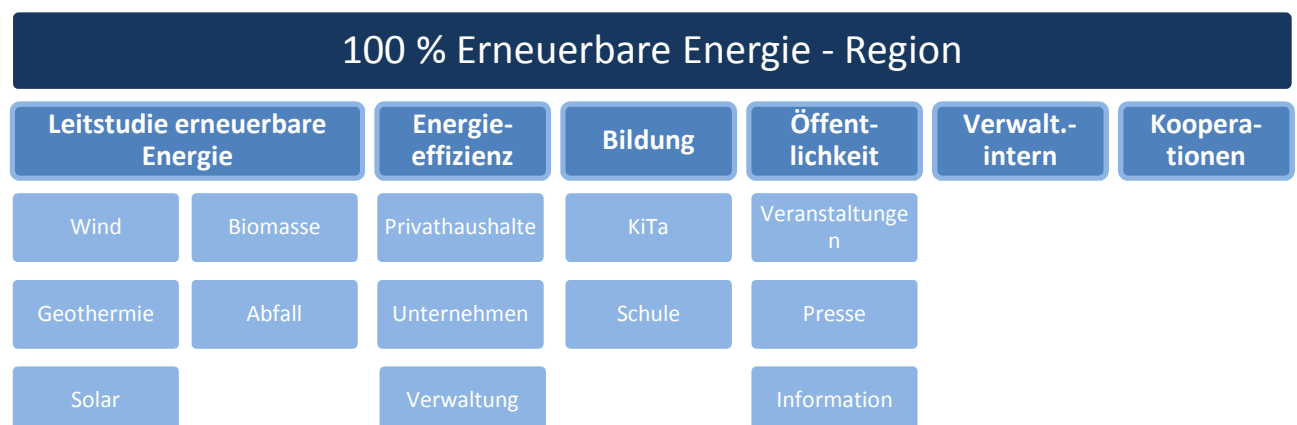 100 % Erneuerbare Energie - Region
Leitstudie erneuerbare
Energie
Energie-
effizienz
Bildung
Öffent-
lichkeit
Verwalt.-
intern
Koopera-
tionen
Wind
Biomasse
Privathaushalte
KiTa
Veranstaltunge
n
Geothermie
Abfall
Unternehmen
Schule
Presse
Solar
Verwaltung
Information